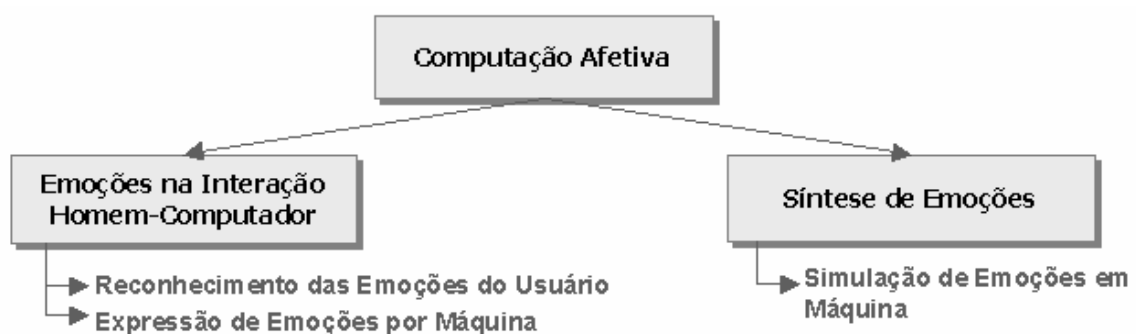 Computação Afetiva
Emoções na Interação
Homem-Computador
Reconhecimento das Emoções do Usuário
Expressão de Emoções por Máquina
Síntese de Emoções
Simulação de Emoções em
Máquina